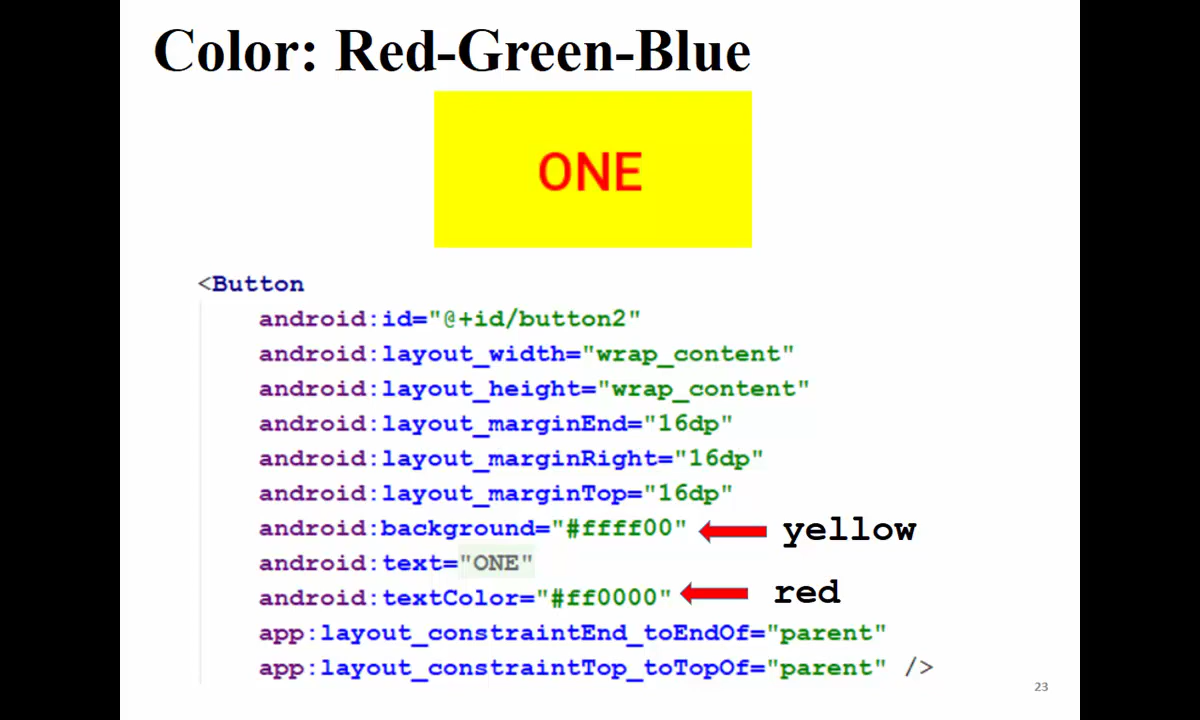 Color: Red-Green-Blue
ONE
<Button
android:id="@+id/button2"
android:layout_width="wrap_content"
android:layout_height="wrap_content"
android:layout_marginEnd="16dp"
android:layout_marginRight="16dp"
android:layout_marginTop="16dp"
android:background="#ffff00" yellow
android:text="ONE"
android:textColor="#ff0000" red
app:layout_constraintEnd_toEndOf="parent"
app:layout_constraintTop_toTopOf="parent" />
23